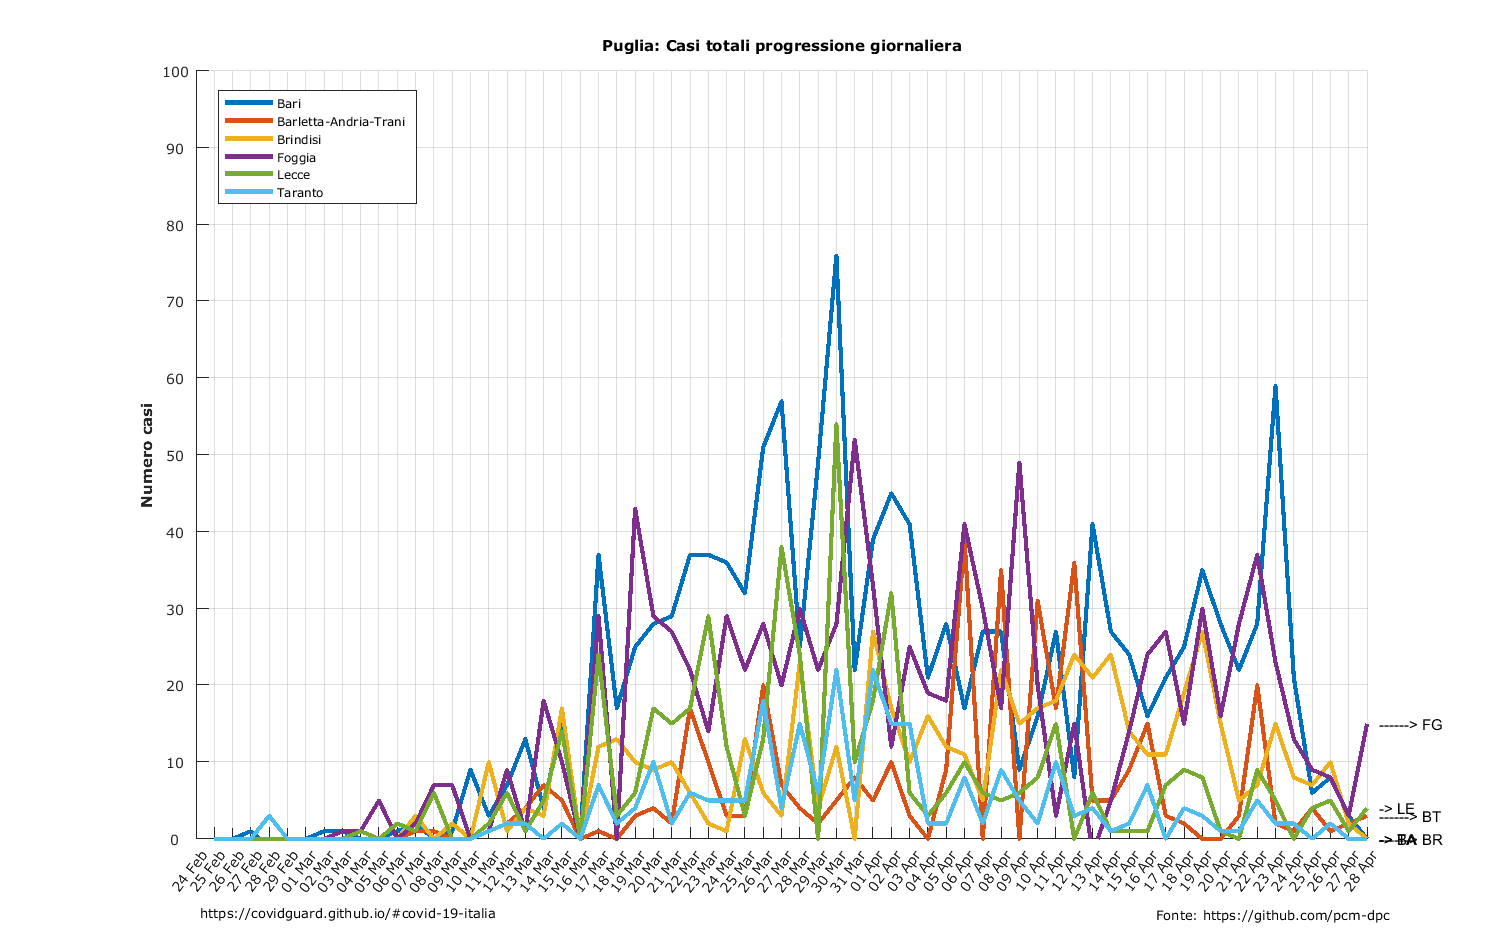 Puglia: Casi totali progressione giornaliera
Numero casi
100
90
80
70
60
50
40
30
20
10
0
Bari
Barletta-Andria-Trani
Brindisi
Foggia
Lecce
Taranto
------> FG
-> LE
------> BT
BR
24 Feb
25 Feb
26 Feb
27 Feb
28 Feb
29 Feb
01 Mar
02 Mar
03 Mar
04 Mar
05 Mar
06 Mar
07 Mar
08 Mar
09 Mar
10 Mar
11 Mar
12 Mar
13 Mar
14 Mar
15 Mar
16 Mar
17 Mar
18 Mar
19 Mar
20 Mar
21 Mar
22 Mar
23 Mar
24 Mar
25 Mar
26 Mar
27 Mar
28 Mar
29 Mar
30 Mar
31 Mar
01 Apr
02 Apr
03 Apr
04 Apr
05 Apr
06 Apr
07 Apr
08 Apr
09 Apr
10 Apr
11 Apr
12 Apr
13 Apr
14 Apr
15 Apr
16 Apr
17 Apr
18 Apr
19 Apr
20 Apr
21 Apr
22 Apr
23 Apr
24 Apr
25 Apr
26 Apr
27 Apr
28 Apr
https://covidguard.github.io/#covid-19-italia
Fonte: https://github.com/pcm-dpc